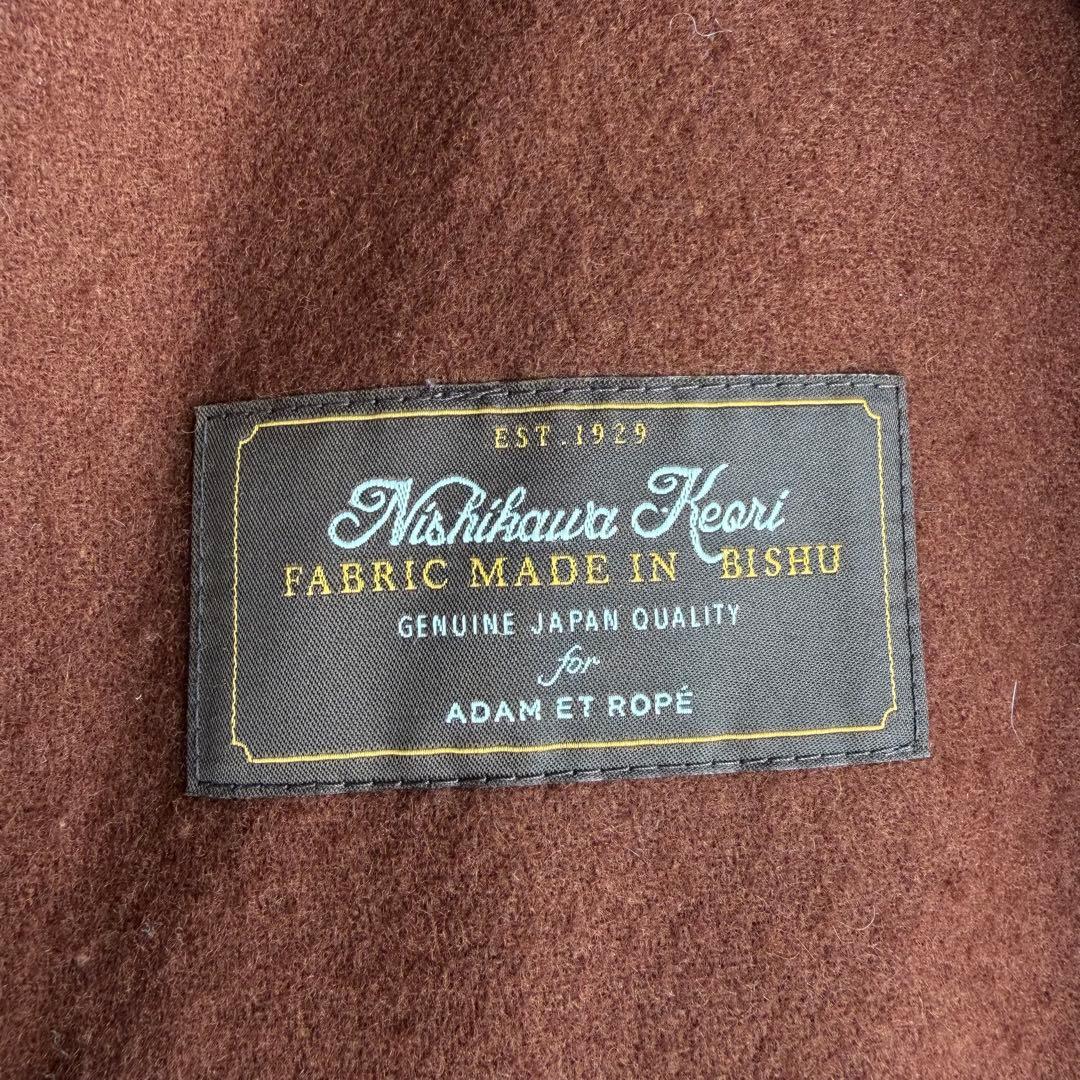 EST.1929
Nishikawa Keori
FABRIC MADE IN BISHU
GENUINE JAPAN QUALITY
for
ADAM ET ROPÉ